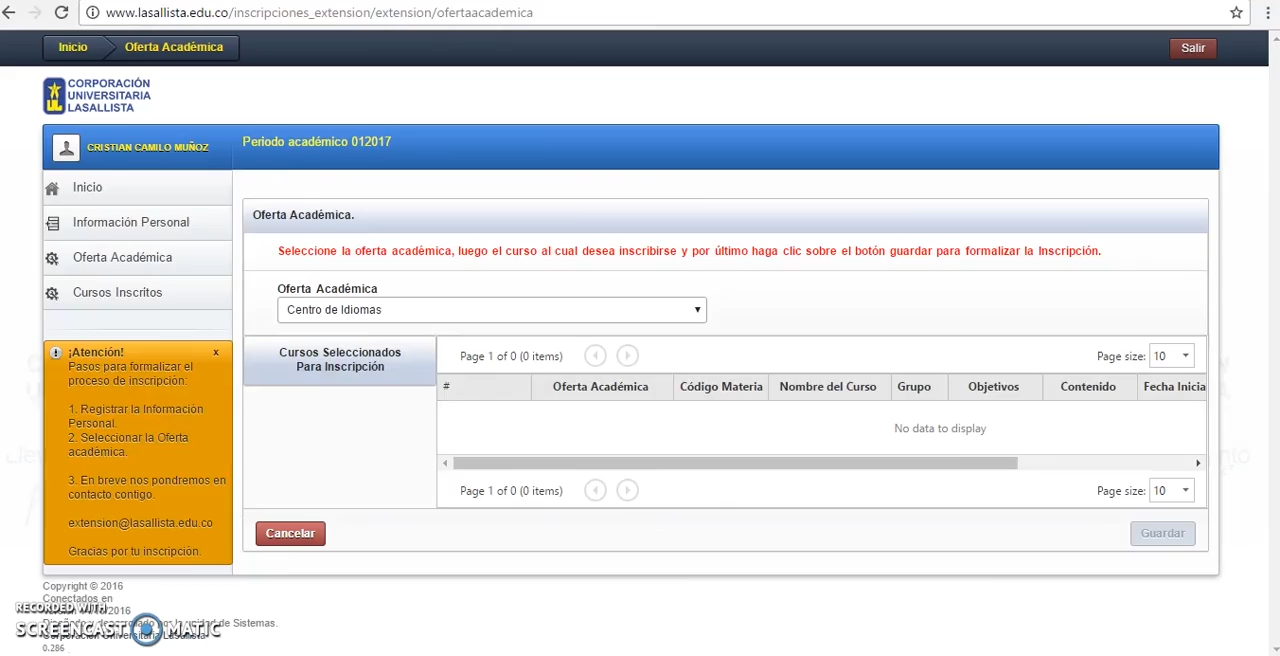 www.lasallista.edu.co/inscripciones_extension/extension/ofertaacademica
Inicio
Oferta Académica
Salir
CORPORACIÓN
UNIVERSITARIA
LASALLISTA
CRISTIAN CAMILO MUÑOZ
Periodo académico 012017
Inicio
Información Personal
Oferta Académica
Cursos Inscritos
Oferta Académica.
Seleccione la oferta académica, luego el curso al cual desea inscribirse y por último haga clic sobre el botón guardar para formalizar la Inscripción.
Oferta Académica
Centro de Idiomas
Cursos Seleccionados
Para Inscripción
Page 1 of 0 (0 items)
Page size: 10
# Oferta Académica Código Materia Nombre del Curso Grupo Objetivos Contenido Fecha Inicia
No data to display
Page 1 of 0 (0 items)
Page size: 10
Cancelar
Guardar
¡Atención! x
Pasos para formalizar el
proceso de inscripción:
1. Registrar la Información
Personal.
2. Seleccionar la Oferta
académica.
3. En breve nos pondremos en
contacto contigo.
extension@lasallista.edu.co
Gracias por tu inscripción.
Copyright © 2016
Conectados en
RECORDED WITH
SCREENCAST MATIC
de Sistemas.
Lasallista
0.286